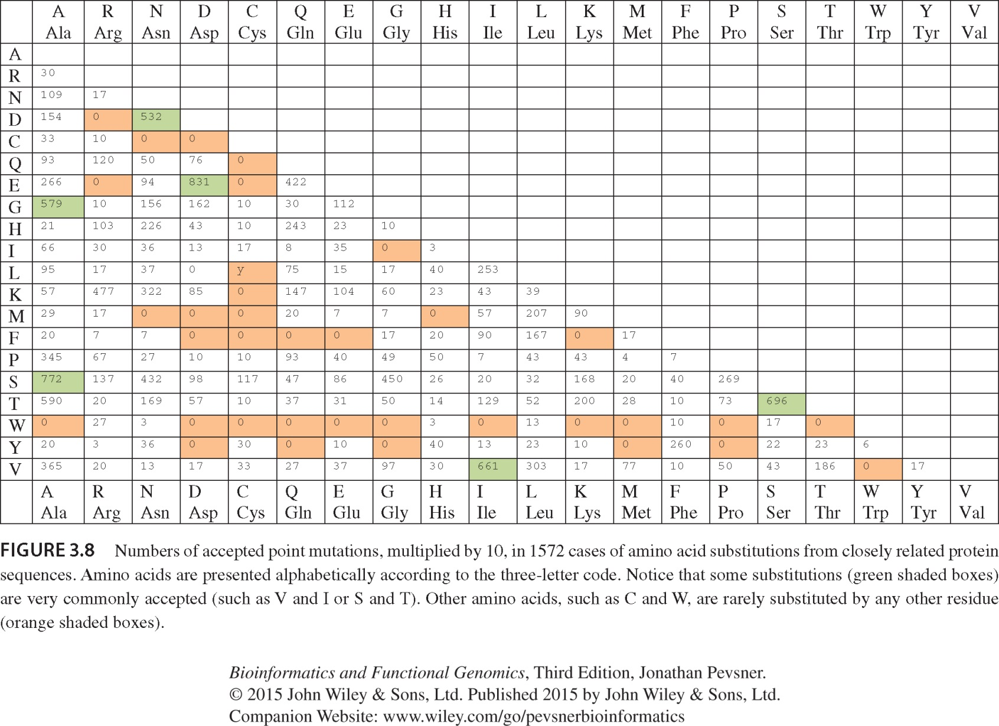 A R N D C Q E G H I L K M F P S T W Y V
Ala Arg Asn Asp Cys Gln Glu Gly His Ile Leu Lys Met Phe Pro Ser Thr Trp Tyr Val
A
R 30
N 109 17
D 154 0 532
C 33 10 0 0
Q 93 120 50 76 0
E 266 0 94 831 0 422
G 579 10 156 162 10 30 112
H 21 103 226 43 10 243 23 10
I 66 30 36 13 17 8 35 0 3
L 95 17 37 0 y 75 15 17 40 253
K 57 477 322 85 0 147 104 60 23 43 39
M 29 17 0 0 0 20 7 7 0 57 207 90
F 20 7 7 0 0 0 0 17 20 90 167 0 17
P 345 67 27 10 10 93 40 49 50 7 43 43 4 7
S 772 137 432 98 117 47 86 450 26 20 32 168 20 40 269
T 590 20 169 57 10 37 31 50 14 129 52 200 28 10 73 696
W 0 27 3 0 0 0 0 0 3 0 13 0 0 10 0 17 0
Y 20 3 36 0 30 0 10 0 40 13 23 10 0 260 0 22 23 6
V 365 20 13 17 33 27 37 97 30 661 303 17 77 10 50 43 186 0 17
A R N D C Q E G H I L K M F P S T W Y V
Ala Arg Asn Asp Cys Gln Glu Gly His Ile Leu Lys Met Phe Pro Ser Thr Trp Tyr Val
FIGURE 3.8 Numbers of accepted point mutations, multiplied by 10, in 1572 cases of amino acid substitutions from closely related protein
sequences. Amino acids are presented alphabetically according to the three-letter code. Notice that some substitutions (green shaded boxes)
are very commonly accepted (such as V and I or S and T). Other amino acids, such as C and W, are rarely substituted by any other residue
(orange shaded boxes).
Bioinformatics and Functional Genomics, Third Edition, Jonathan Pevsner.
© 2015 John Wiley & Sons, Ltd. Published 2015 by John Wiley & Sons, Ltd.
Companion Website: www.wiley.com/go/pevsnerbioinformatics